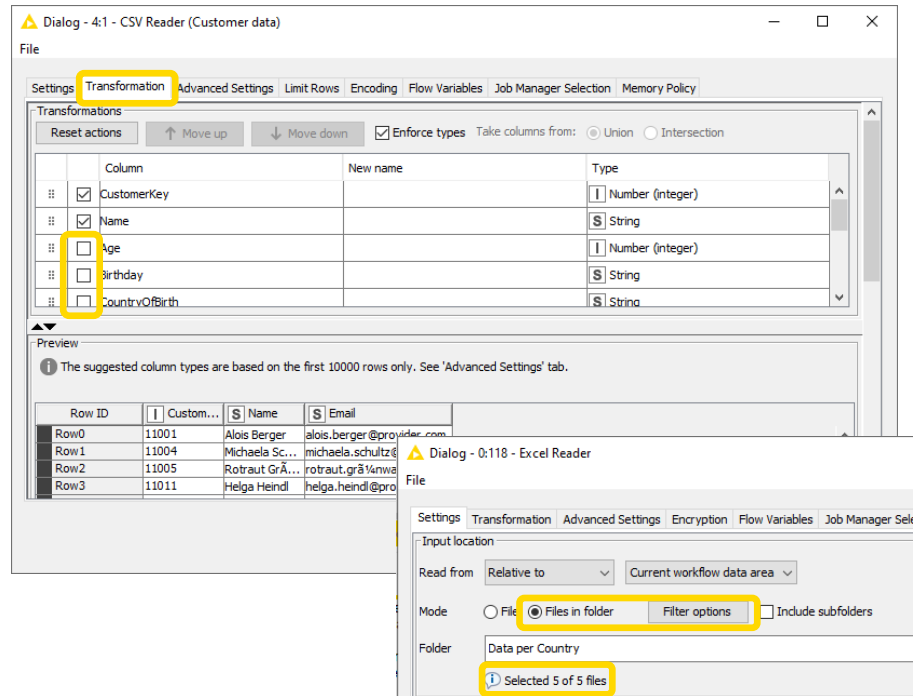 Dialog - 4:1 - CSV Reader (Customer data)
File
Settings Transformation Advanced Settings Limit Rows Encoding Flow Variables Job Manager Selection Memory Policy
Transformations
Reset actions Move up Move down Enforce types Take columns from: Union Intersection
Column New name Type
CustomerKey I Number (integer)
Name S String
Age I Number (integer)
Birthday S String
CountryOfBirth S String
Preview
The suggested column types are based on the first 10000 rows only. See 'Advanced Settings' tab.
Row ID I Custom... S Name S Email
Row0 11001 Alois Berger alois.berger@provider.com
Row1 11004 Michaela Sc... michaela.schultz@
Row2 11005 Rotraut GrÃ... rotraut.grã¼nwa
Row3 11011 Helga Heindl helga.heindl@pro
Dialog - 0:118 - Excel Reader
File
Settings Transformation Advanced Settings Encryption Flow Variables Job Manager Sele
Input location
Read from Relative to Current workflow data area
Mode File Files in folder Filter options Include subfolders
Folder Data per Country
Selected 5 of 5 files